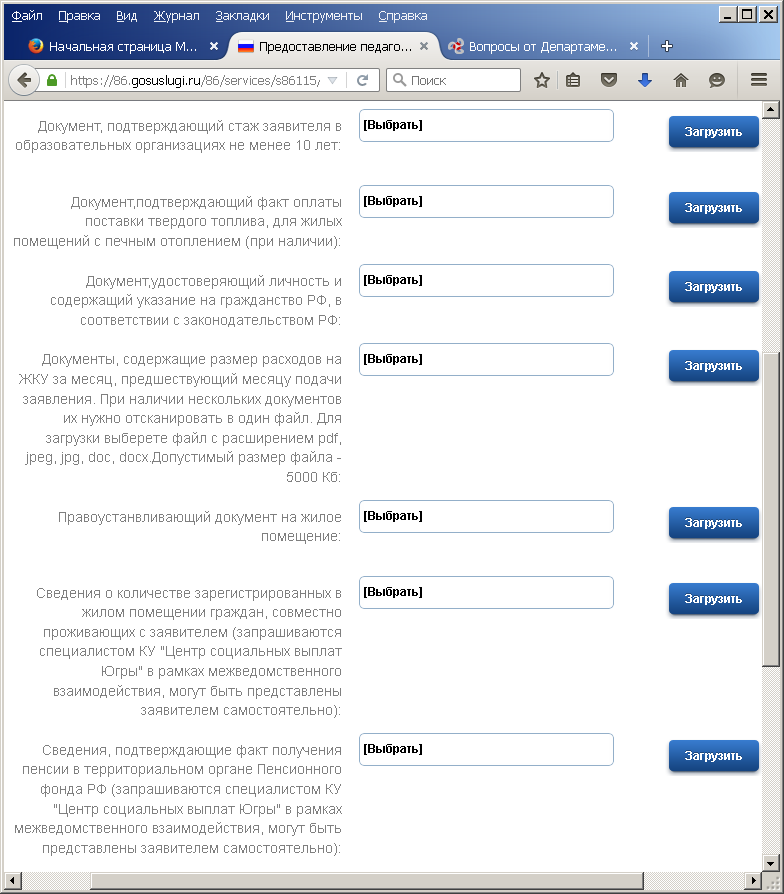 Файл Правка Вид Журнал Закладки Инструменты Справка
Начальная страница M... Предоставление педаго... Вопросы от Департаме...
https://86.gosuslugi.ru/86/services/s86115/ Поиск
Документ, подтверждающий стаж заявителя в [Выбрать] Загрузить
образовательных организациях не менее 10 лет:
Документ,подтверждающий факт оплаты [Выбрать] Загрузить
поставки твердого топлива, для жилых
помещений с печным отоплением (при наличии):
Документ,удостоверяющий личность и [Выбрать] Загрузить
содержащий указание на гражданство РФ, в
соответствии с законодательством РФ:
Документы, содержащие размер расходов на [Выбрать] Загрузить
ЖКУ за месяц, предшествующий месяцу подачи
заявления. При наличии нескольких документов
их нужно отсканировать в один файл. Для
загрузки выберете файл с расширением pdf,
jpeg, jpg, doc, docx.Допустимый размер файла -
5000 Кб:
Правоустанвливающий документ на жилое [Выбрать] Загрузить
помещение:
Сведения о количестве зарегистрированных в [Выбрать] Загрузить
жилом помещении граждан, совместно
проживающих с заявителем (запрашиваются
специалистом КУ "Центр социальных выплат
Югры" в рамках межведомственного
взаимодействия, могут быть представлены
заявителем самостоятельно):
Сведения, подтверждающие факт получения [Выбрать] Загрузить
пенсии в территориальном органе Пенсионного
фонда РФ (запрашиваются специалистом КУ
"Центр социальных выплат Югры" в рамках
межведомственного взаимодействия, могут быть
представлены заявителем самостоятельно):